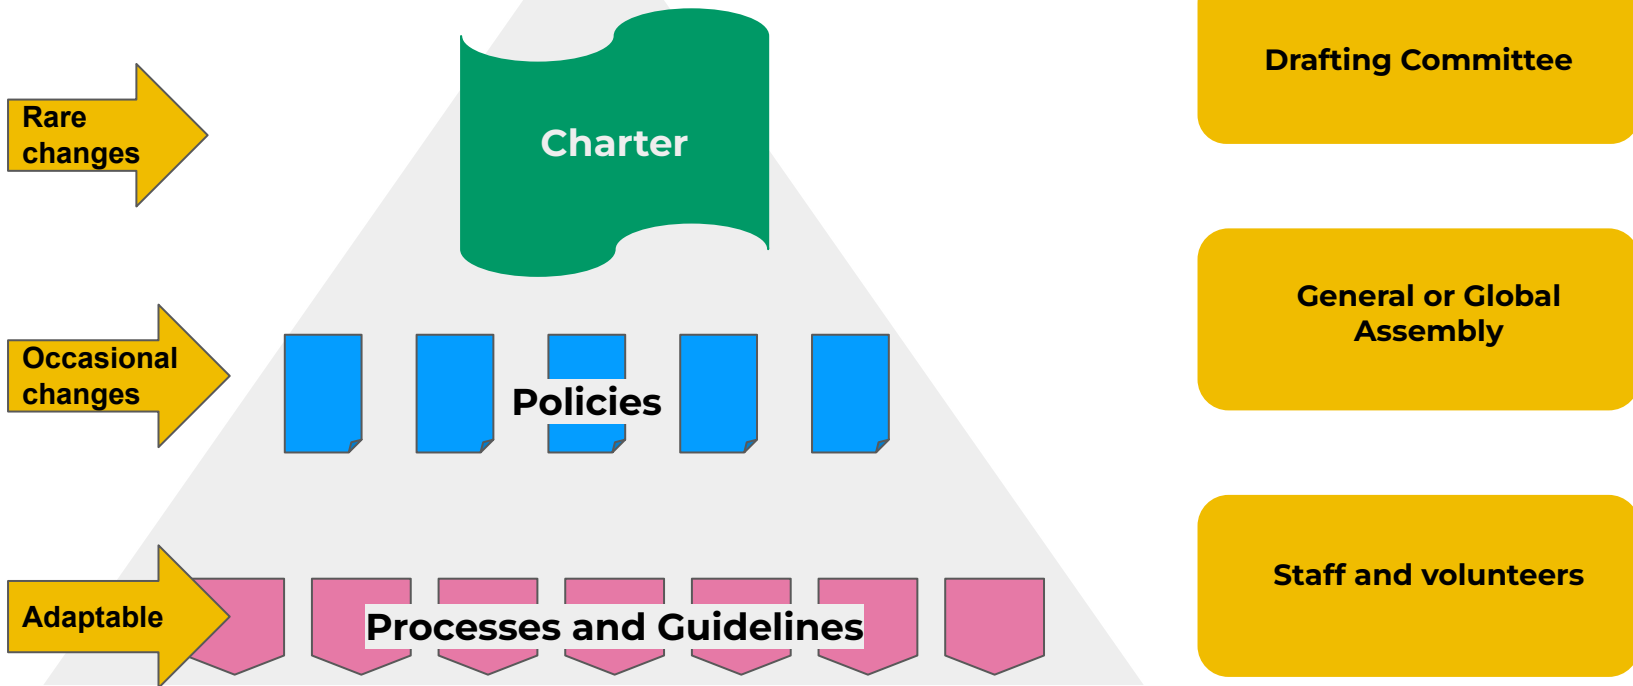 Drafting Committee
Rare
changes
Charter
General or Global
Assembly
Occasional
changes
Policies
Staff and volunteers
Adaptable
Processes and Guidelines